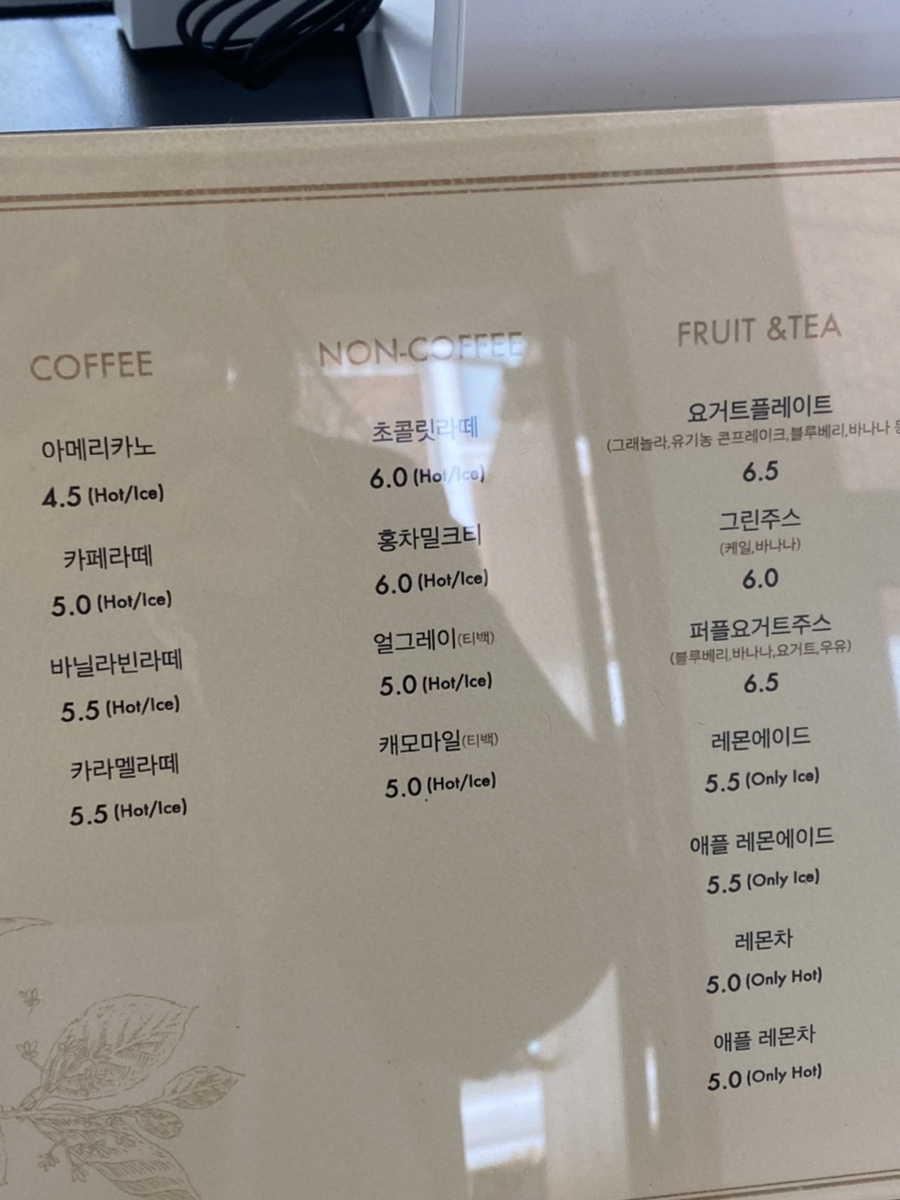 COFFEE
아메리카노
4.5 (Hot/Ice)
카페라떼
5.0 (Hot/Ice)
바닐라빈라떼
5.5 (Hot/Ice)
카라멜라떼
5.5 (Hot/Ice)
NON-COFFEE
초콜릿라떼
6.0 (Hot/Ice)
홍차밀크티
6.0 (Hot/Ice)
얼그레이(티백)
5.0 (Hot/Ice)
캐모마일(티백)
5.0 (Hot/Ice)
FRUIT &TEA
요거트플레이트
(그래놀라,유기농 콘프레이크,블루베리,바나나 등
6.5
그린주스
(케일,바나나)
6.0
퍼플요거트주스
(블루베리,바나나,요거트,우유)
6.5
레몬에이드
5.5 (Only Ice)
애플 레몬에이드
5.5 (Only Ice)
레몬차
5.0 (Only Hot)
애플 레몬차
5.0 (Only Hot)